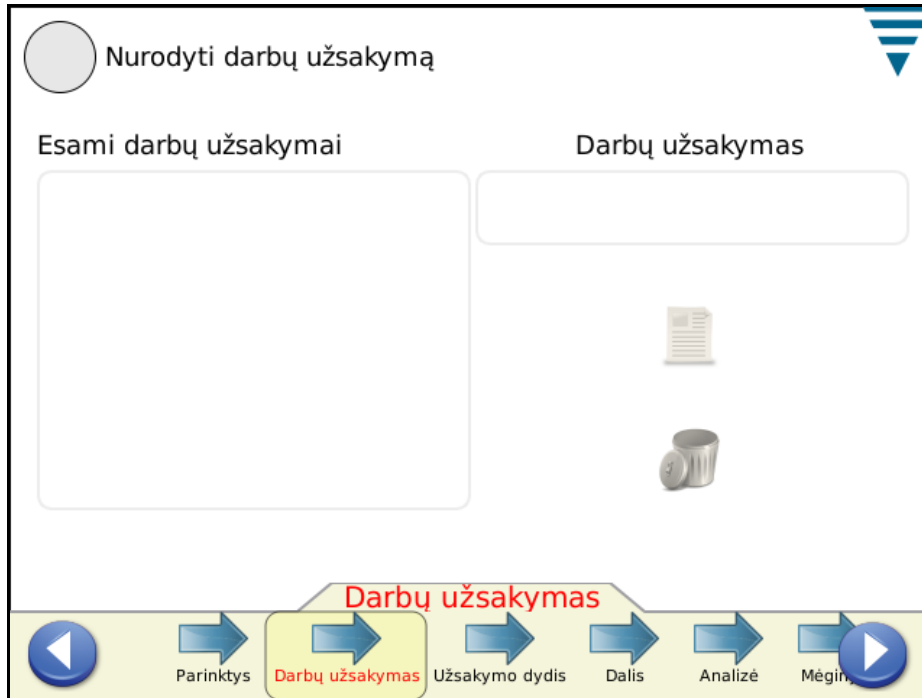 Nurodyti darbų užsakymą
Esami darbų užsakymai
Darbų užsakymas
Darbų užsakymas
Parinktys
Darbų užsakymas
Užsakymo dydis
Dalis
Analizė